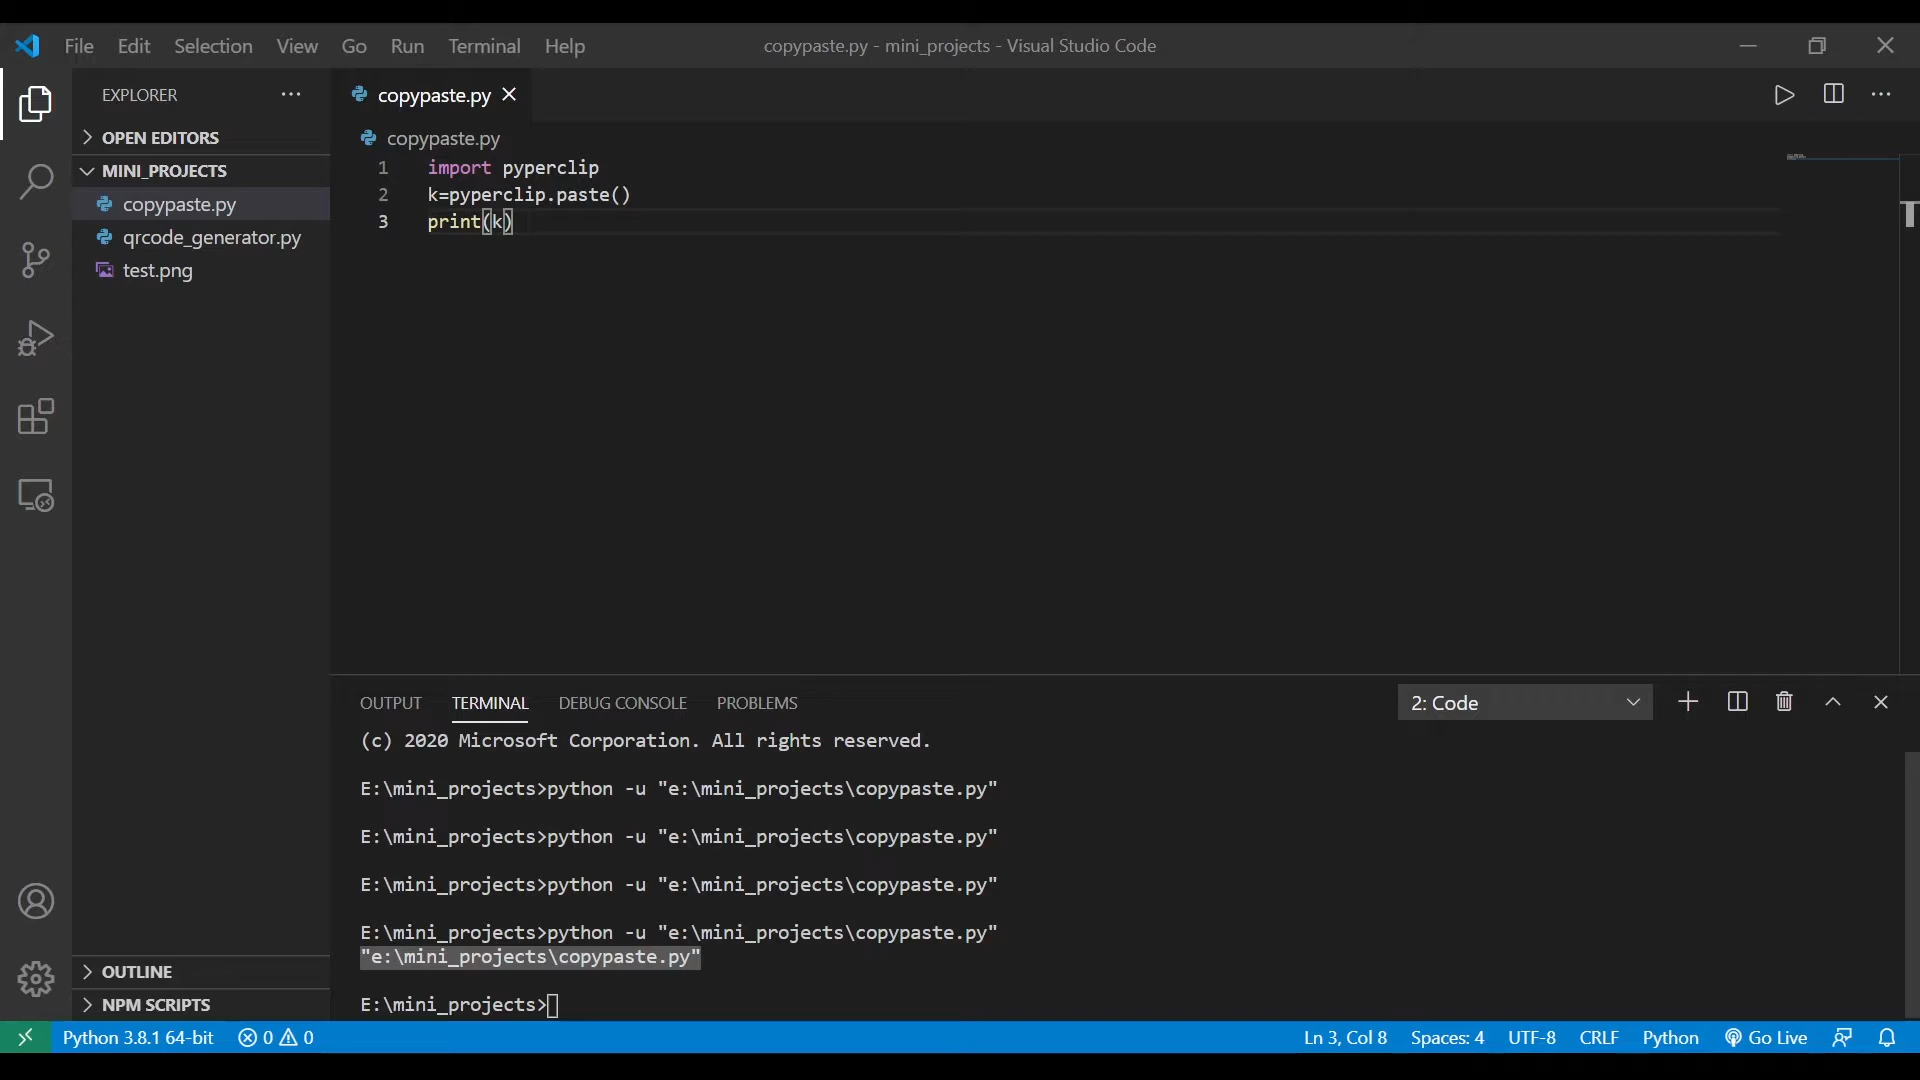 File Edit Selection View Go Run Terminal Help copypaste.py - mini_projects - Visual Studio Code
EXPLORER
OPEN EDITORS
MINI_PROJECTS
copypaste.py
qrcode_generator.py
test.png
OUTLINE
NPM SCRIPTS
copypaste.py
copypaste.py
1 import pyperclip
2 k=pyperclip.paste()
3 print(k)
OUTPUT TERMINAL DEBUG CONSOLE PROBLEMS 2: Code
(c) 2020 Microsoft Corporation. All rights reserved.
E:\mini_projects>python -u "e:\mini_projects\copypaste.py"
E:\mini_projects>python -u "e:\mini_projects\copypaste.py"
E:\mini_projects>python -u "e:\mini_projects\copypaste.py"
E:\mini_projects>python -u "e:\mini_projects\copypaste.py"
"e:\mini_projects\copypaste.py"
E:\mini_projects>
Python 3.8.1 64-bit 0 0 Ln 3, Col 8 Spaces: 4 UTF-8 CRLF Python Go Live